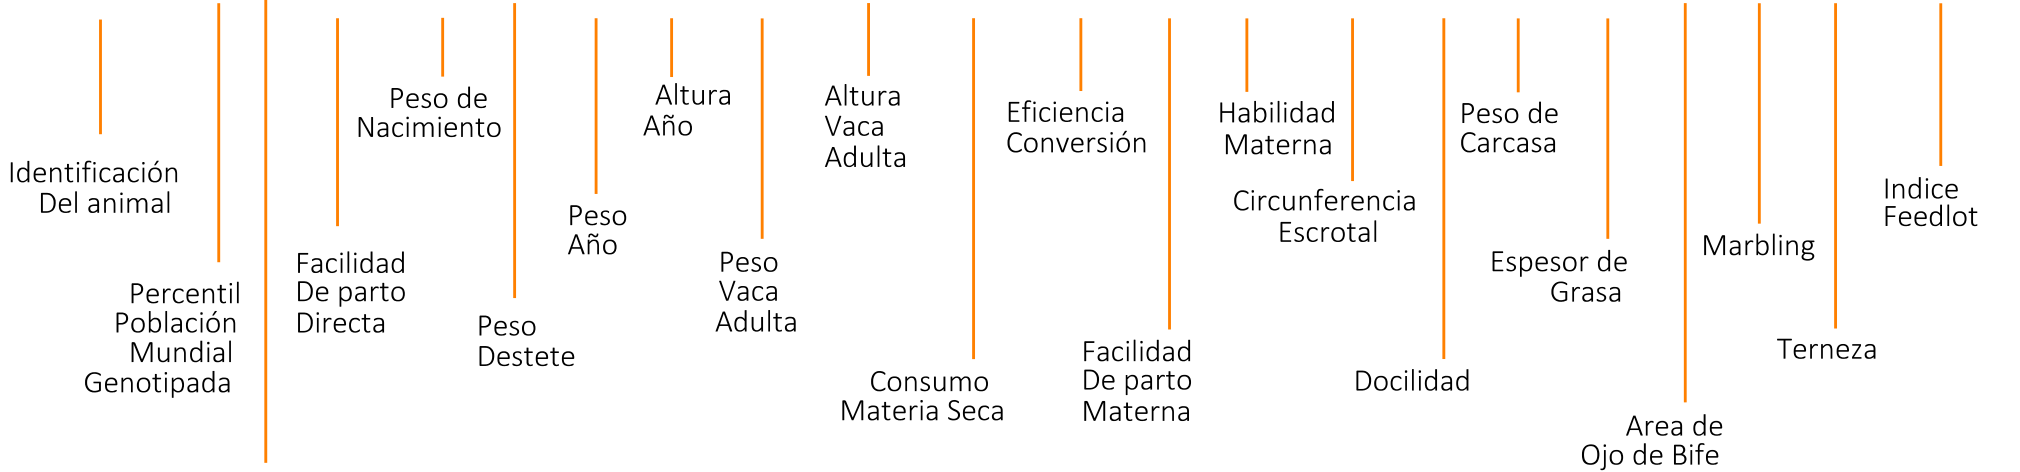 Identificación
Del animal
Percentil
Población
Mundial
Genotipada
Facilidad
De parto
Directa
Peso de
Nacimiento
Peso
Destete
Peso
Año
Altura
Año
Peso
Vaca
Adulta
Altura
Vaca
Adulta
Consumo
Materia Seca
Eficiencia
Conversión
Facilidad
De parto
Materna
Habilidad
Materna
Circunferencia
Escrotal
Docilidad
Peso de
Carcasa
Espesor de
Grasa
Area de
Ojo de Bife
Marbling
Terneza
Indice
Feedlot